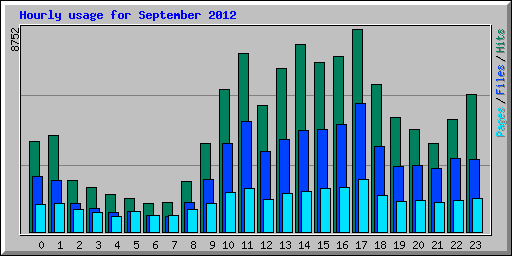 Hourly usage for September 2012
8752
Pages / Files / Hits
0 1 2 3 4 5 6 7 8 9 10 11 12 13 14 15 16 17 18 19 20 21 22 23